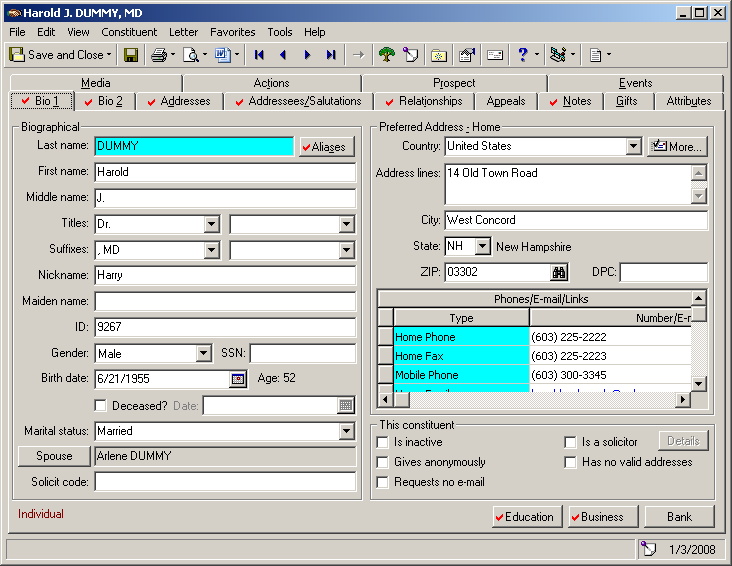 Harold J. DUMMY, MD
File Edit View Constituent Letter Favorites Tools Help
Save and Close
Media Actions Prospect Events
Bio 1 Bio 2 Addresses Addressees/Salutations Relationships Appeals Notes Gifts Attributes
Biographical
Last name: DUMMY Aliases
First name: Harold
Middle name: J.
Titles: Dr.
Suffixes: , MD
Nickname: Harry
Maiden name:
ID: 9267
Gender: Male SSN:
Birth date: 6/21/1955 Age: 52
Deceased? Date:
Marital status: Married
Spouse Arlene DUMMY
Solicit code:
Preferred Address - Home
Country: United States More...
Address lines: 14 Old Town Road
City: West Concord
State: NH New Hampshire
ZIP: 03302 DPC:
Phones/E-mail/Links
Type Number/E-r
Home Phone (603) 225-2222
Home Fax (603) 225-2223
Mobile Phone (603) 300-3345
This constituent
Is inactive Is a solicitor Details
Gives anonymously Has no valid addresses
Requests no e-mail
Individual Education Business Bank
1/3/2008